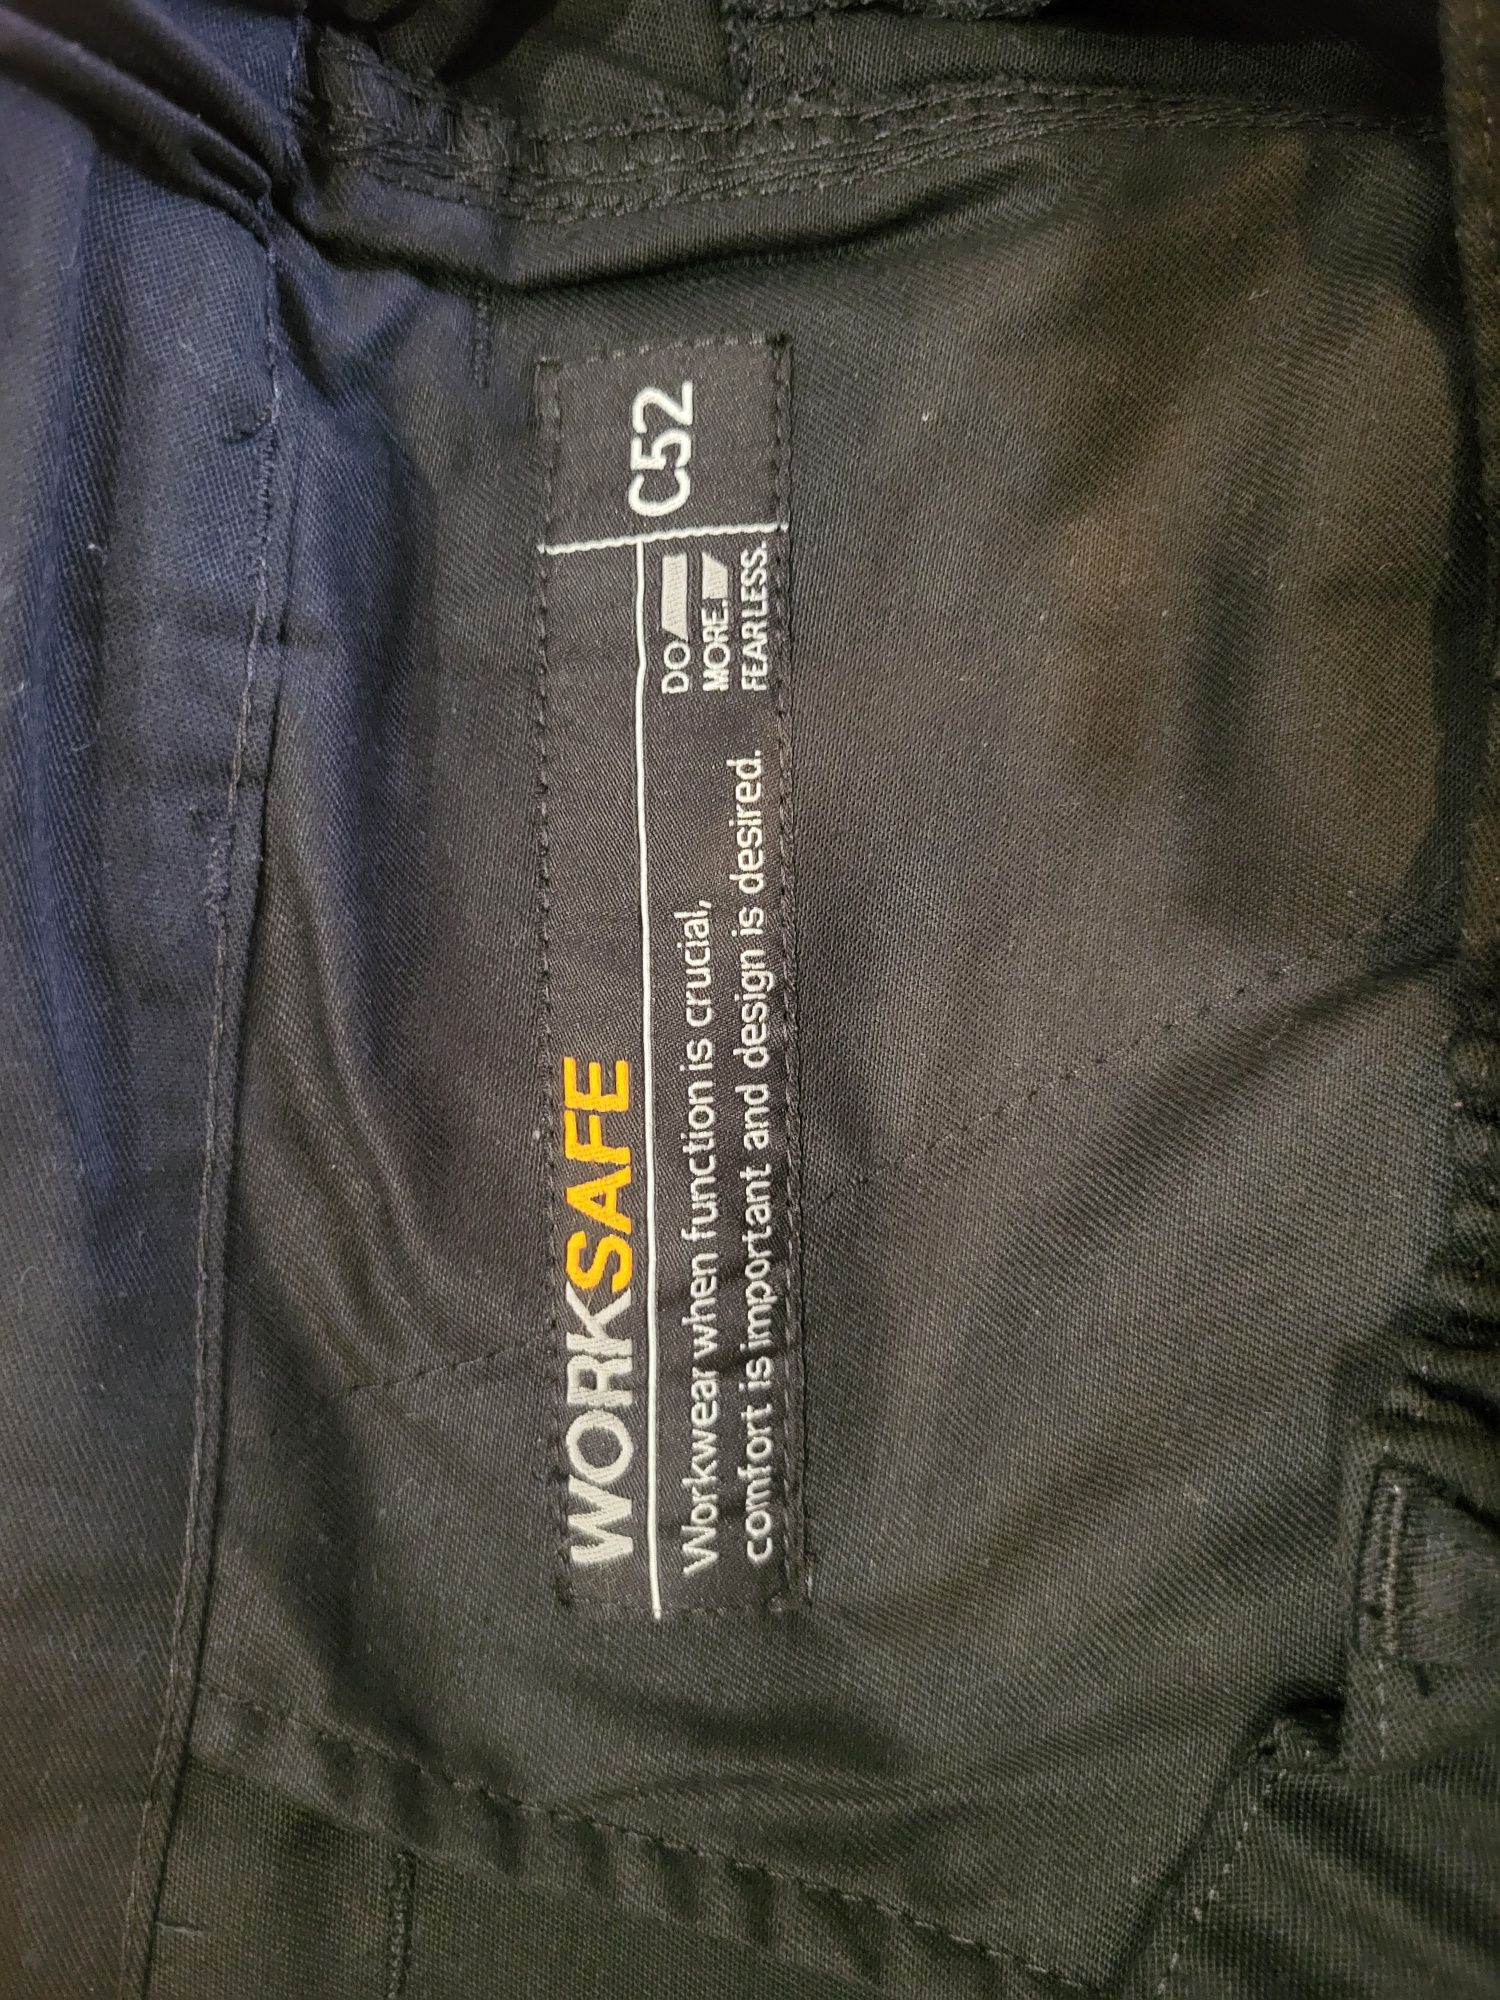 WORKSAFE
Workwear when function is crucial,
comfort is important and design is desired.
DO
MORE.
FEARLESS.
C52